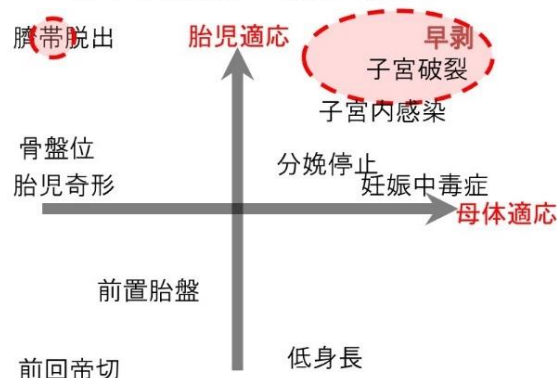 臍帯脱出
胎児適応
早剥
子宮破裂
子宮内感染
骨盤位
分娩停止
胎児奇形
妊娠中毒症
母体適応
前置胎盤
低身長
前回帝切